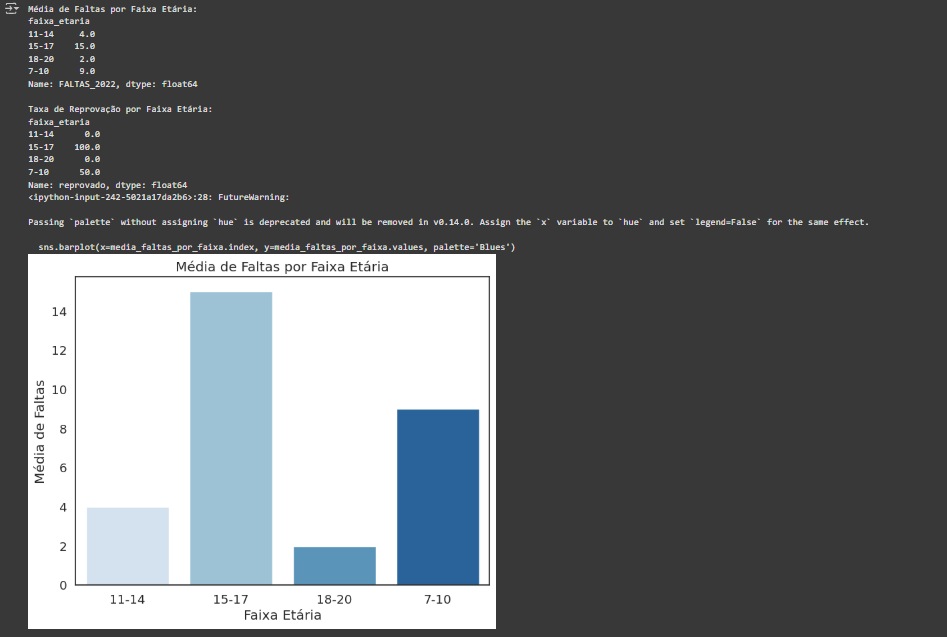 Média de Faltas por Faixa Etária:
faixa_etaria
11-14     4.0
15-17    15.0
18-20     2.0
7-10      9.0
Name: FALTAS_2022, dtype: float64
Taxa de Reprovação por Faixa Etária:
faixa_etaria
11-14      0.0
15-17    100.0
18-20      0.0
7-10      50.0
Name: reprovado, dtype: float64
<ipython-input-242-5021a17da2b6>:28: FutureWarning:
Passing `palette` without assigning `hue` is deprecated and will be removed in v0.14.0. Assign the `x` variable to `hue` and set `legend=False` for the same effect.
sns.barplot(x=media_faltas_por_faixa.index, y=media_faltas_por_faixa.values, palette='Blues')
Média de Faltas por Faixa Etária
14
12
10
8
6
4
2
0
Média de Faltas
11-14 15-17 18-20 7-10
Faixa Etária